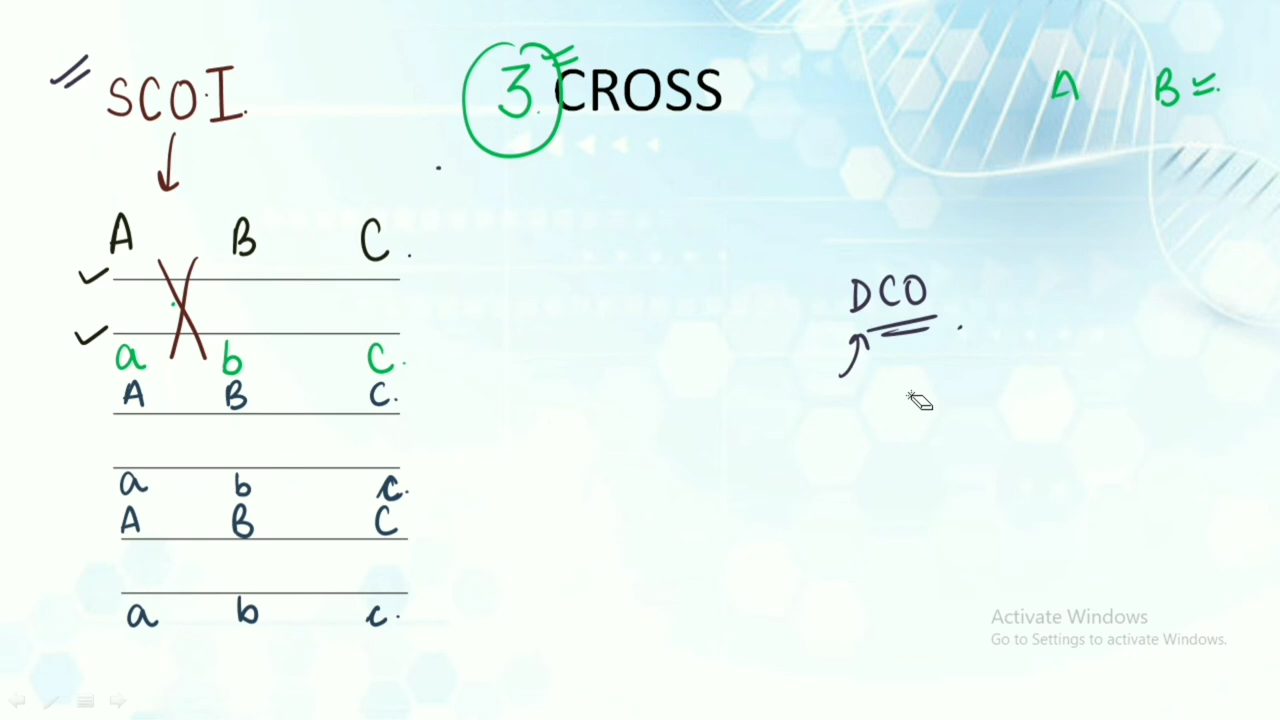 SCO·I.
3 CROSS
A B
A B C.
a b c.
A B C.
a b c.
A B C
a b c.
DCO.
Activate Windows
Go to Settings to activate Windows.